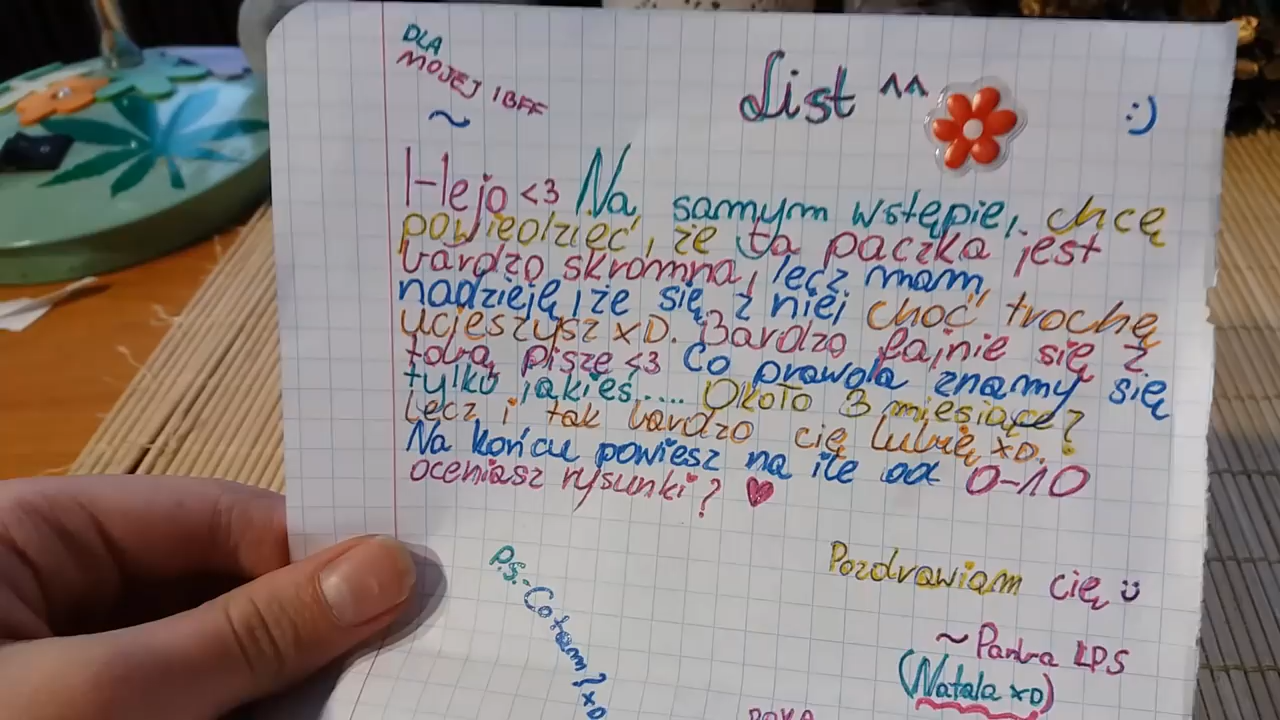 DLA
MOJEJ IBFF
~
List ^^
:)
Hejo <3 Na samym wstępie, chcę
powiedzieć, że ta paczka jest
bardzo skromna, lecz mam
nadzieję, że się z niej choć trochę
ucieszysz xD. Bardzo fajnie się z
tobą pisze <3 Co prawda znamy się
tylko jakieś.... Około 3 miesiące?
Lecz i tak bardzo cię lubię xD.
Na końcu powiesz na ile od 0-10
oceniasz rysunki? ♥
Pozdrawiam cię
~ Panba LPS
(Natala xD)
P.S.-Co tam? xD